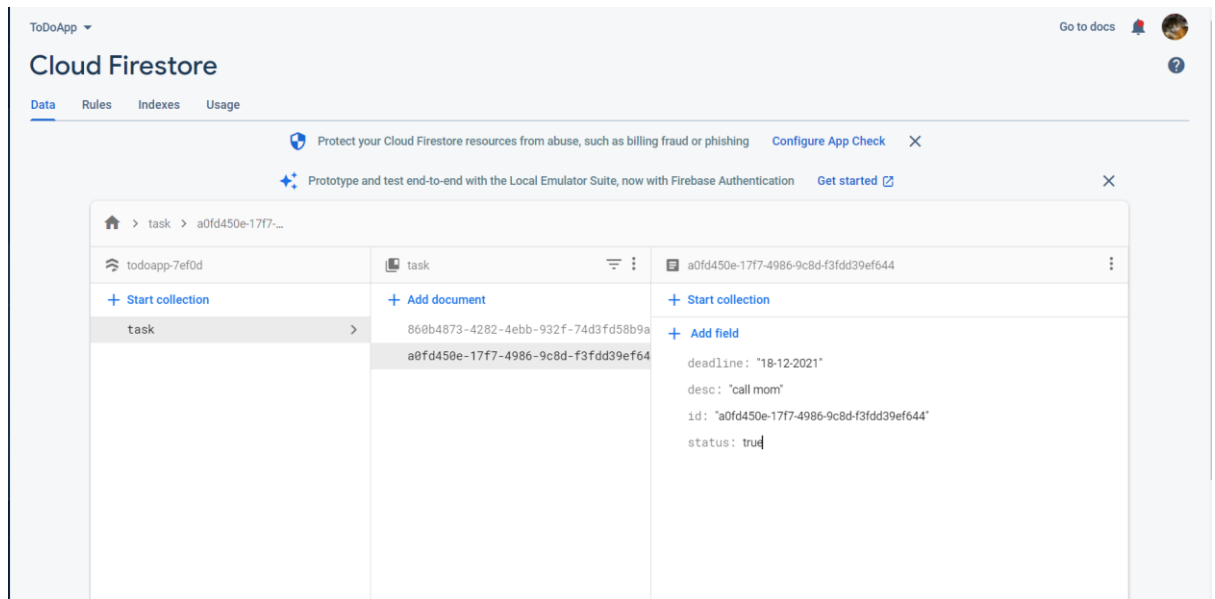 ToDoApp
Go to docs
Cloud Firestore
Data Rules Indexes Usage
Protect your Cloud Firestore resources from abuse, such as billing fraud or phishing Configure App Check
Prototype and test end-to-end with the Local Emulator Suite, now with Firebase Authentication Get started
task a0fd450e-17f7-...
todoapp-7ef0d
task
a0fd450e-17f7-4986-9c8d-f3fdd39ef644
Start collection
Add document
Start collection
task
860b4873-4282-4ebb-932f-74d3fd58b9a
a0fd450e-17f7-4986-9c8d-f3fdd39ef64
Add field
deadline: "18-12-2021"
desc: "call mom"
id: "a0fd450e-17f7-4986-9c8d-f3fdd39ef644"
status: true